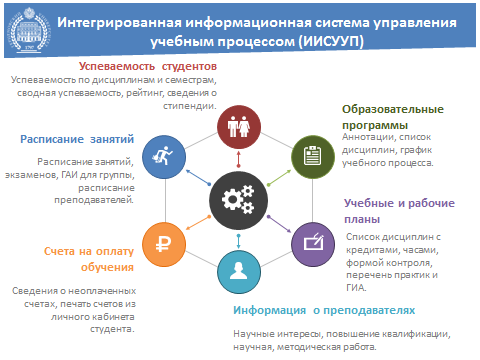 Интегрированная информационная система управления
учебным процессом (ИИСУУП)
Успеваемость студентов
Успеваемость по дисциплинам и семестрам,
сводная успеваемость, рейтинг, сведения о
стипендии.
Образовательные
программы
Аннотации, список
дисциплин, график
учебного процесса.
Расписание занятий
Расписание занятий,
экзаменов, ГАИ для группы,
расписание
преподавателей.
Учебные и рабочие
планы
Список дисциплин с
кредитами, часами,
формой контроля,
перечень практик и
ГИА.
Счета на оплату
обучения
Сведения о неоплаченных
счетах, печать счетов из
личного кабинета
студента.
Информация о преподавателях
Научные интересы, повышение квалификации,
научная, методическая работа.